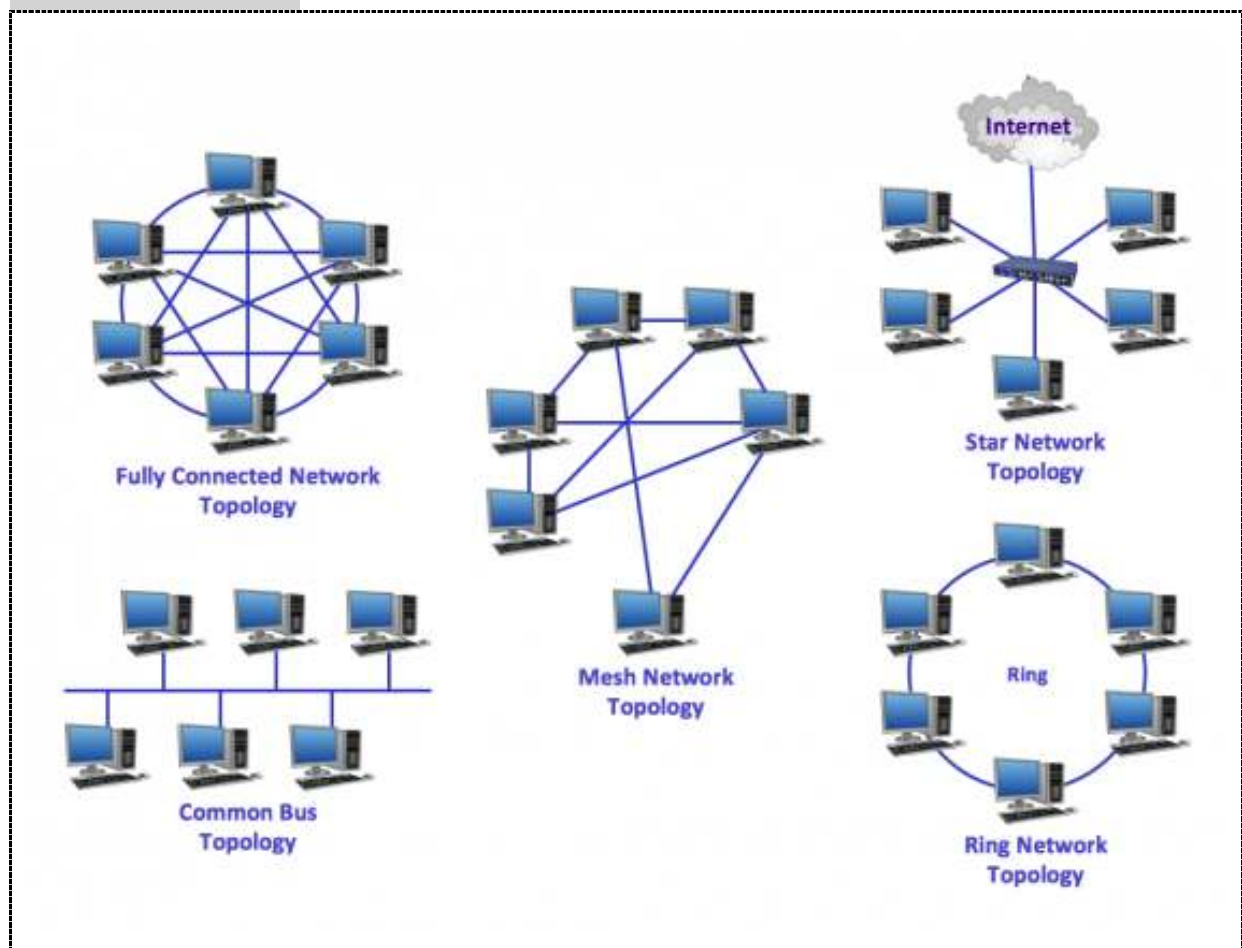 Internet
Fully Connected Network
Topology
Star Network
Topology
Mesh Network
Topology
Ring
Common Bus
Topology
Ring Network
Topology